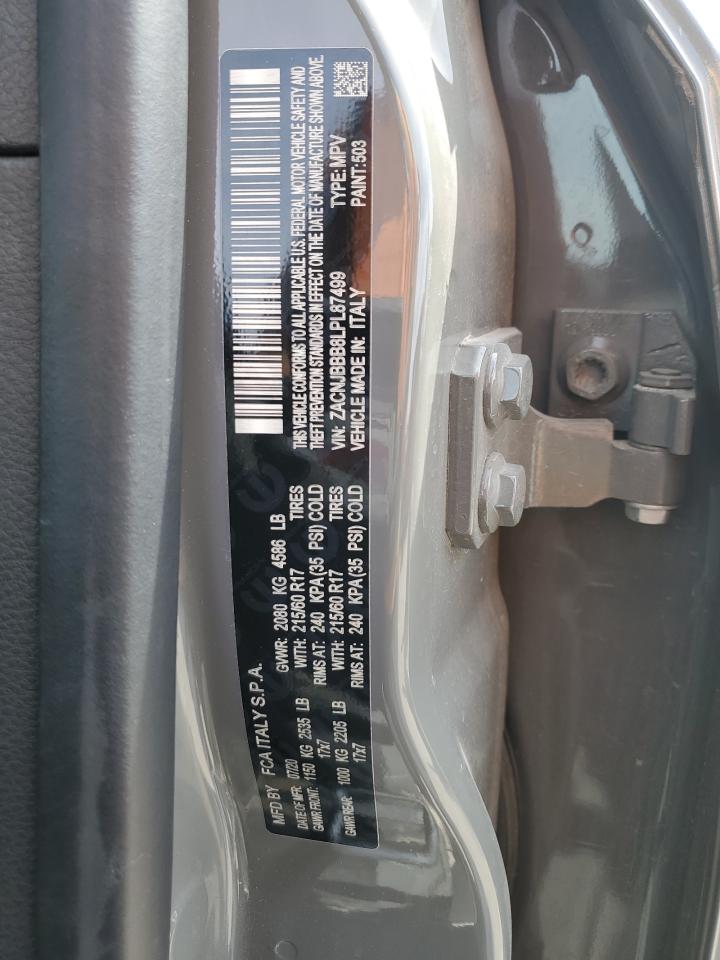 MFD BY FCA ITALY S.P.A.
DATE OF MFR: 07/20 GVWR: 2080 KG 4586 LB
GAWR FRONT: 1150 KG 2535 LB WITH: 215/60 R17 TIRES
17x7 RIMS AT: 240 KPA(35 PSI) COLD
GAWR REAR: 1000 KG 2205 LB WITH: 215/60 R17 TIRES
17x7 RIMS AT: 240 KPA(35 PSI) COLD
THIS VEHICLE CONFORMS TO ALL APPLICABLE U.S. FEDERAL MOTOR VEHICLE SAFETY AND
THEFT PREVENTION STANDARDS IN EFFECT ON THE DATE OF MANUFACTURE SHOWN ABOVE.
VIN: ZACNJBBB8LPL87499 TYPE: MPV
VEHICLE MADE IN: ITALY PAINT:503